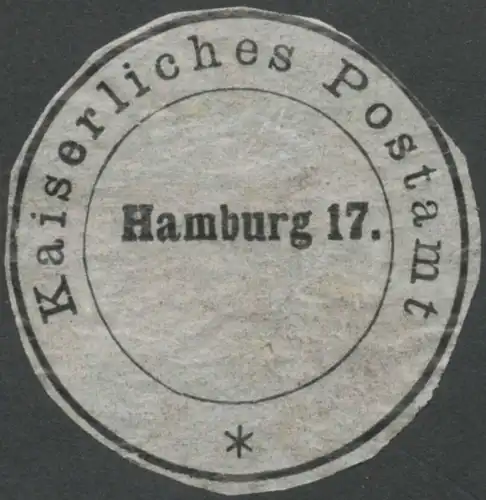 Kaiserliches Postamt
Hamburg 17.
*